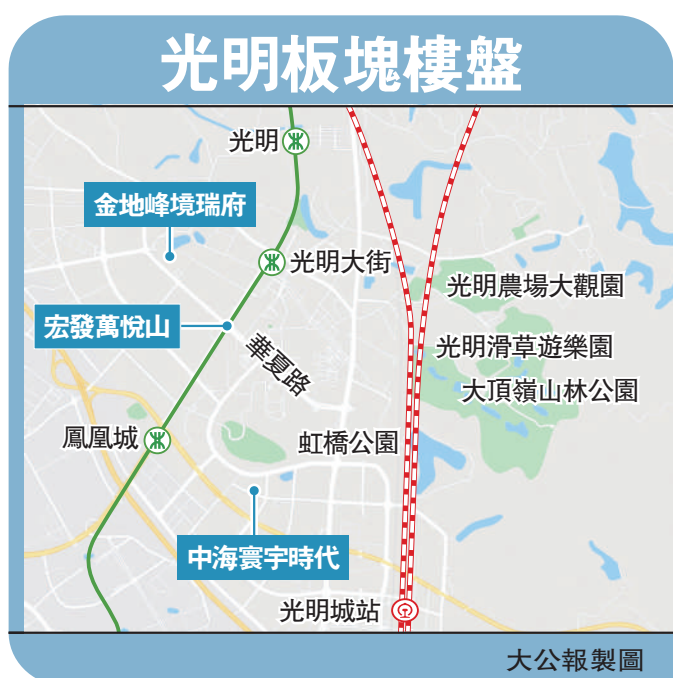 光明板塊樓盤
光明
金地峰境瑞府
光明大街
光明農場大觀園
宏發萬悅山
光明滑草遊樂園
華夏路
大頂嶺山林公園
鳳凰城
虹橋公園
中海寰宇時代
光明城站
大公報製圖